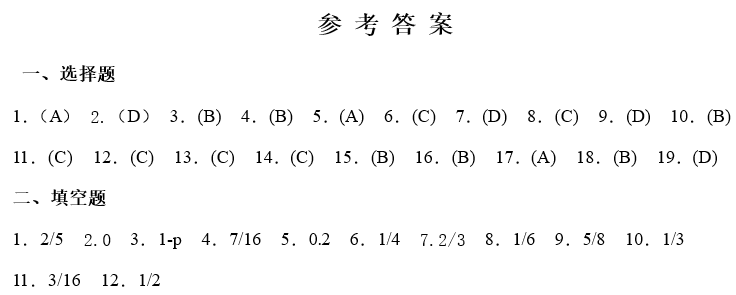 参 考 答 案
一、选择题
1．（A） 2.（D） 3．(B) 4．(B) 5．(A) 6．(C) 7．(D) 8．(C) 9．(D) 10．(B)
11．(C) 12．(C) 13．(C) 14．(C) 15．(B) 16．(B) 17．(A) 18．(B) 19．(D)
二、填空题
1．2/5 2.0 3．1-p 4．7/16 5．0.2 6．1/4 7.2/3 8．1/6 9．5/8 10．1/3
11．3/16 12．1/2